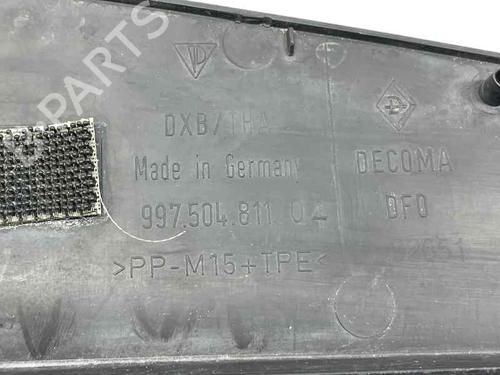 DXB/THA
Made in Germany
DECOMA
997.504.811 04
DFO
>PP-M15+TPE<
B-PARTS